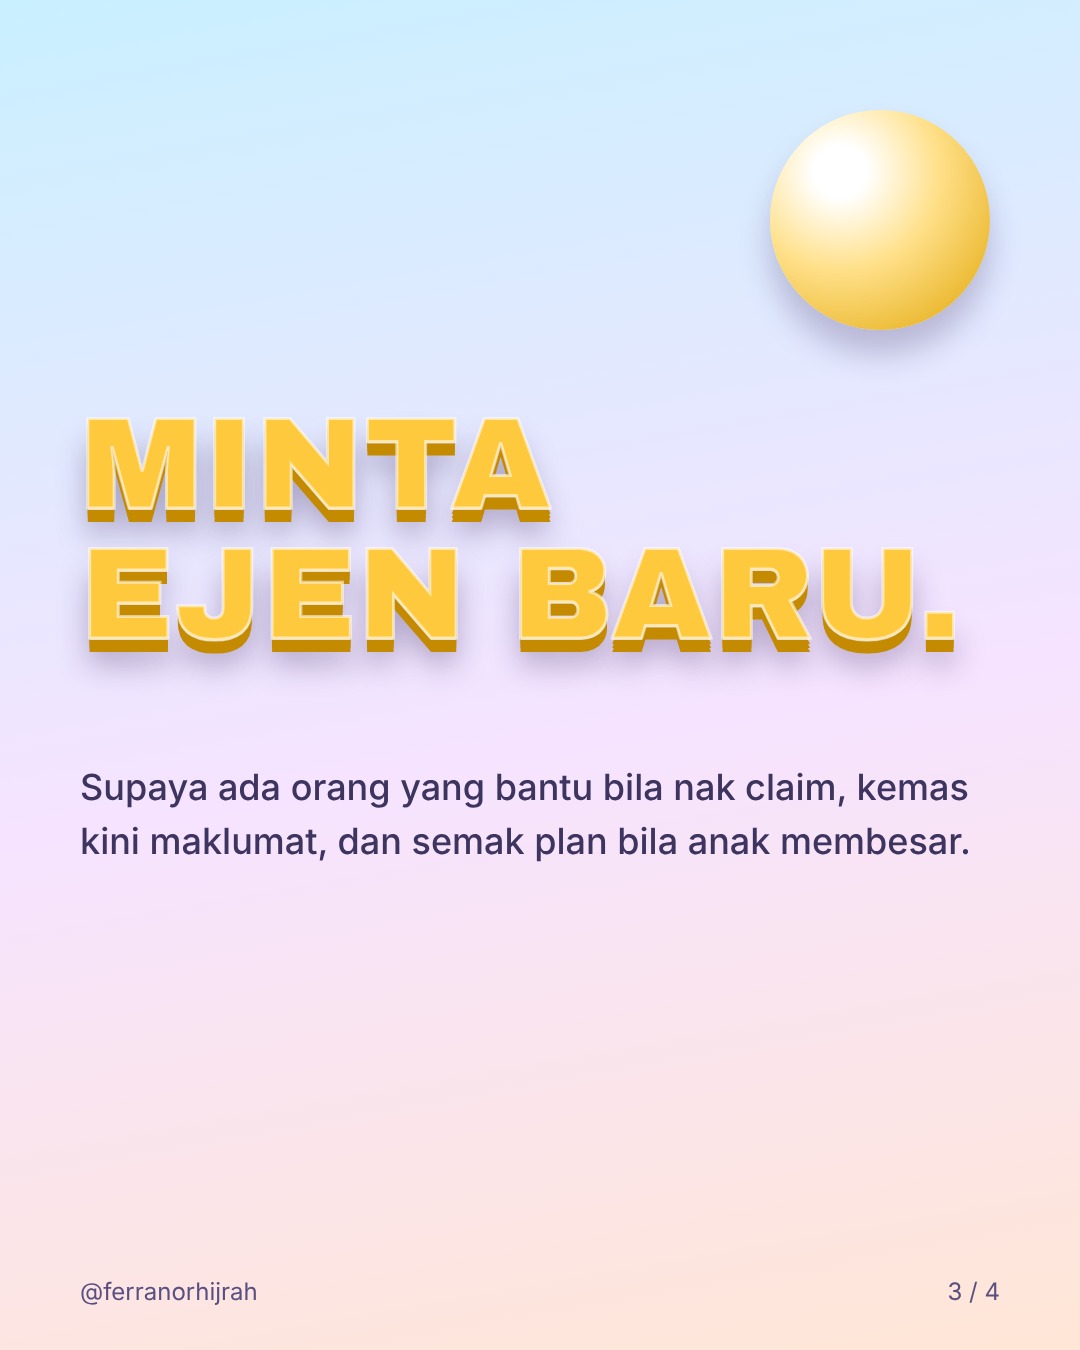 MINTA
EJEN BARU.
Supaya ada orang yang bantu bila nak claim, kemas
kini maklumat, dan semak plan bila anak membesar.
@ferranorhijrah
3 / 4